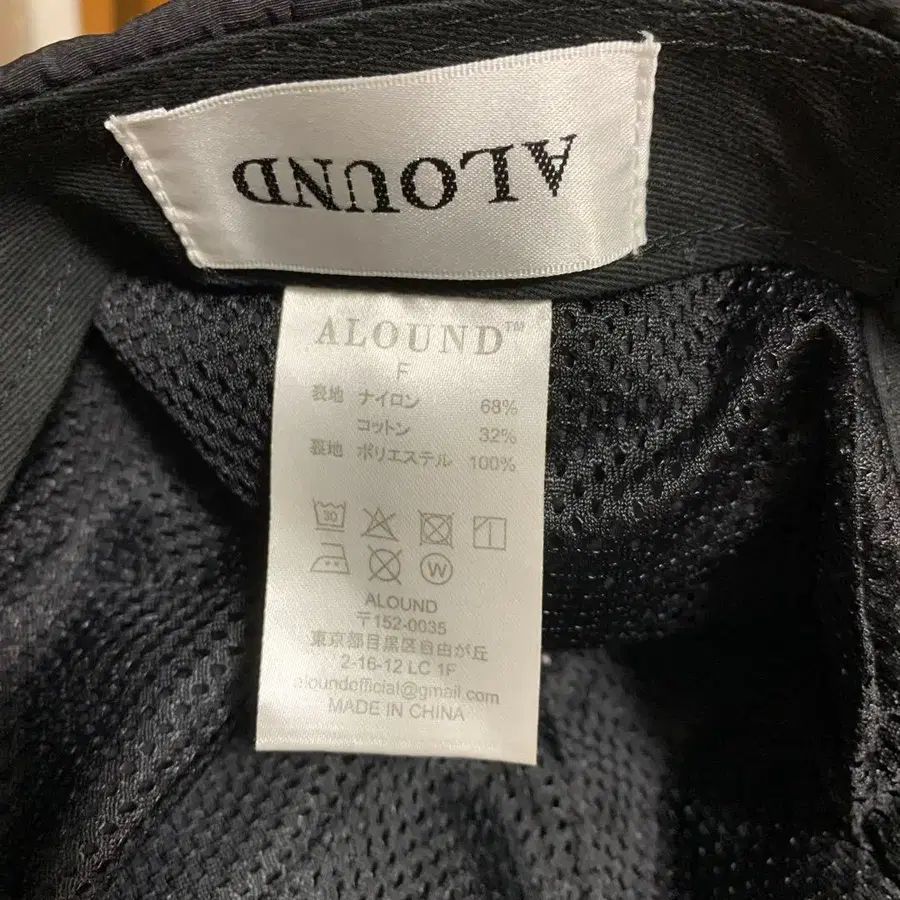 ALOUND
ALOUND™
F
表地 ナイロン 68%
コットン 32%
裏地 ポリエステル 100%
30
W
ALOUND
〒152-0035
東京都目黒区自由が丘
2-16-12 LC 1F
aloundofficial@gmail.com
MADE IN CHINA